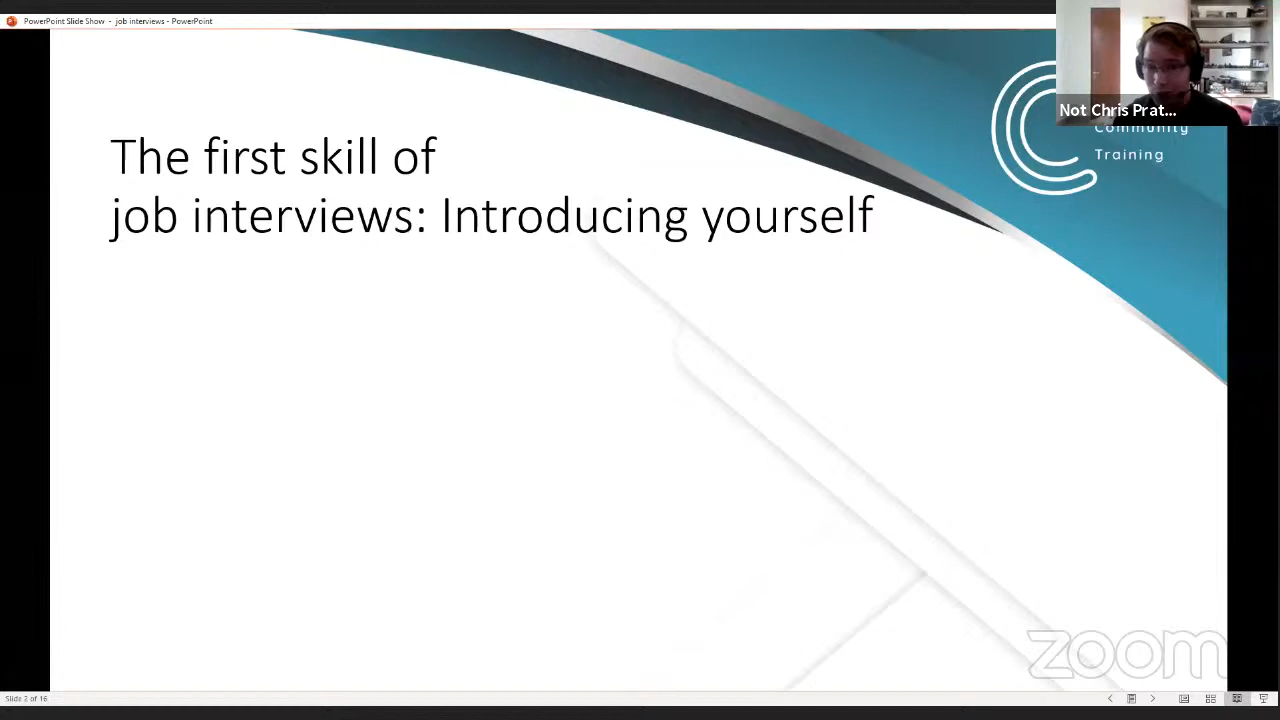 PowerPoint Slide Show - job interviews - PowerPoint
Not Chris Prat...
Community
Training
The first skill of
job interviews: Introducing yourself
zoom
Slide 2 of 16